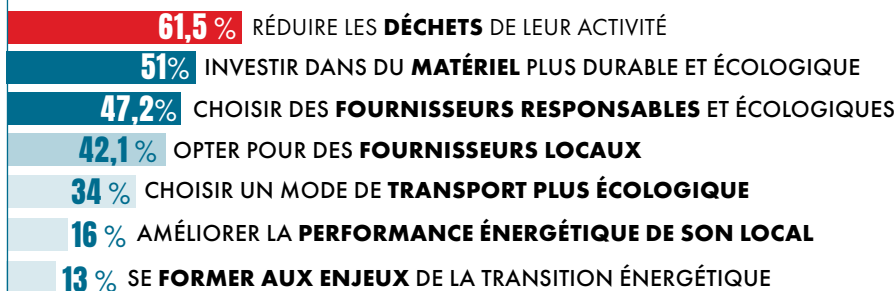 61,5 % RÉDUIRE LES DÉCHETS DE LEUR ACTIVITÉ
51% INVESTIR DANS DU MATÉRIEL PLUS DURABLE ET ÉCOLOGIQUE
47,2% CHOISIR DES FOURNISSEURS RESPONSABLES ET ÉCOLOGIQUES
42,1 % OPTER POUR DES FOURNISSEURS LOCAUX
34 % CHOISIR UN MODE DE TRANSPORT PLUS ÉCOLOGIQUE
16 % AMÉLIORER LA PERFORMANCE ÉNERGÉTIQUE DE SON LOCAL
13 % SE FORMER AUX ENJEUX DE LA TRANSITION ÉNERGÉTIQUE